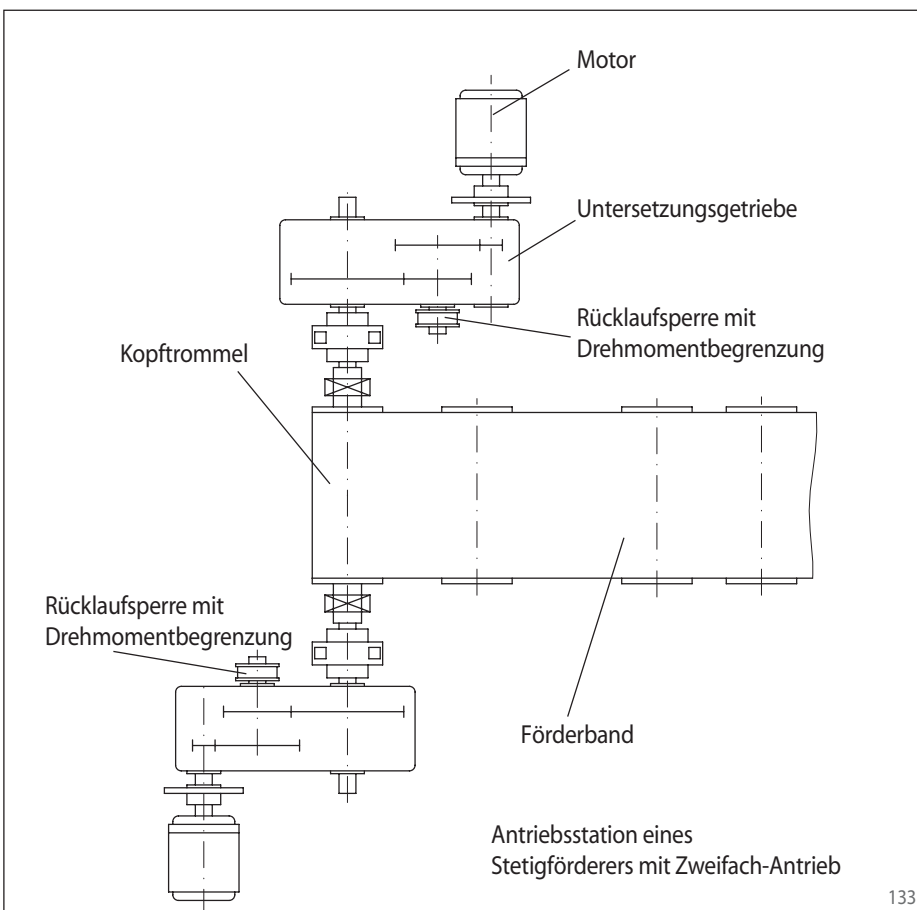 Motor
Untersetzungsgetriebe
Rücklaufsperre mit
Drehmomentbegrenzung
Kopftrommel
Rücklaufsperre mit
Drehmomentbegrenzung
Förderband
Antriebsstation eines
Stetigförderers mit Zweifach-Antrieb
133